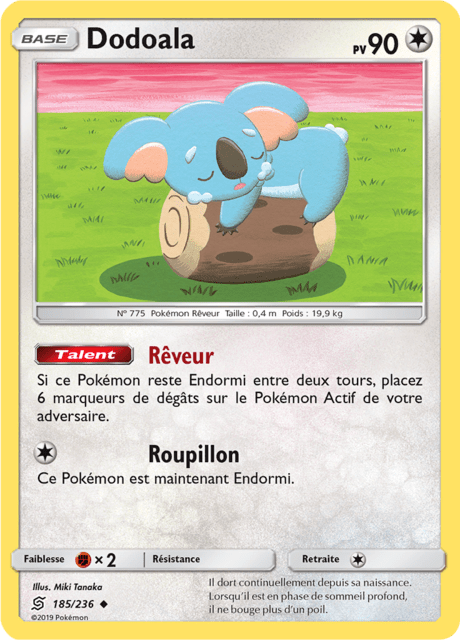 BASE Dodoala PV 90
N° 775 Pokémon Rêveur Taille : 0,4 m Poids : 19,9 kg
Talent Rêveur
Si ce Pokémon reste Endormi entre deux tours, placez
6 marqueurs de dégâts sur le Pokémon Actif de votre
adversaire.
Roupillon
Ce Pokémon est maintenant Endormi.
Faiblesse × 2 Résistance Retraite
Illus. Miki Tanaka
185/236
©2019 Pokémon
Il dort continuellement depuis sa naissance.
Lorsqu'il est en phase de sommeil profond,
il ne bouge plus d'un poil.